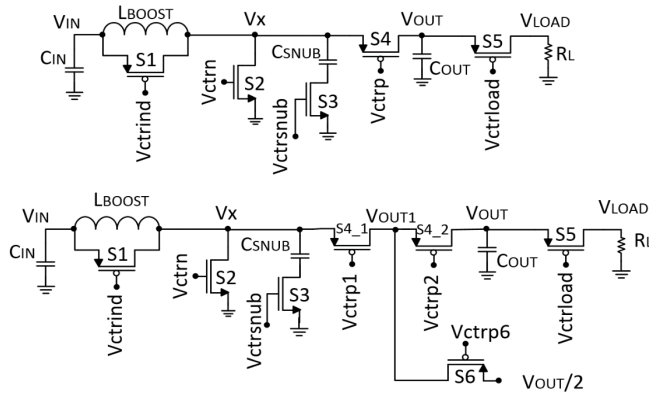 LBOOST
VIN
Vx
VOUT
VLOAD
CIN
S1
S2
CSNUB
S3
S4
COUT
S5
RL
Vctrind
Vctrn
Vctrsnub
Vctrp
Vctrload
LBOOST
VIN
Vx
S4_1
VOUT1
S4_2
VOUT
VLOAD
CIN
S1
S2
CSNUB
S3
COUT
S5
RL
Vctrind
Vctrn
Vctrsnub
Vctrp1
Vctrp2
Vctrload
Vctrp6
S6
VOUT/2